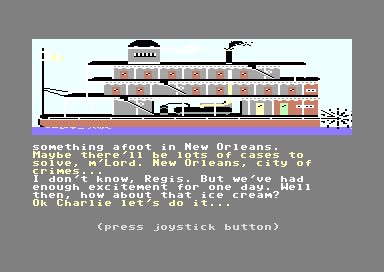 something afoot in New Orleans.
Maybe there'll be lots of cases to
solve, m'Lord. New Orleans, city of
crimes...
I don't know, Regis. But we've had
enough excitement for one day. Well
then, how about that ice cream?
Ok Charlie let's do it...
(press joystick button)